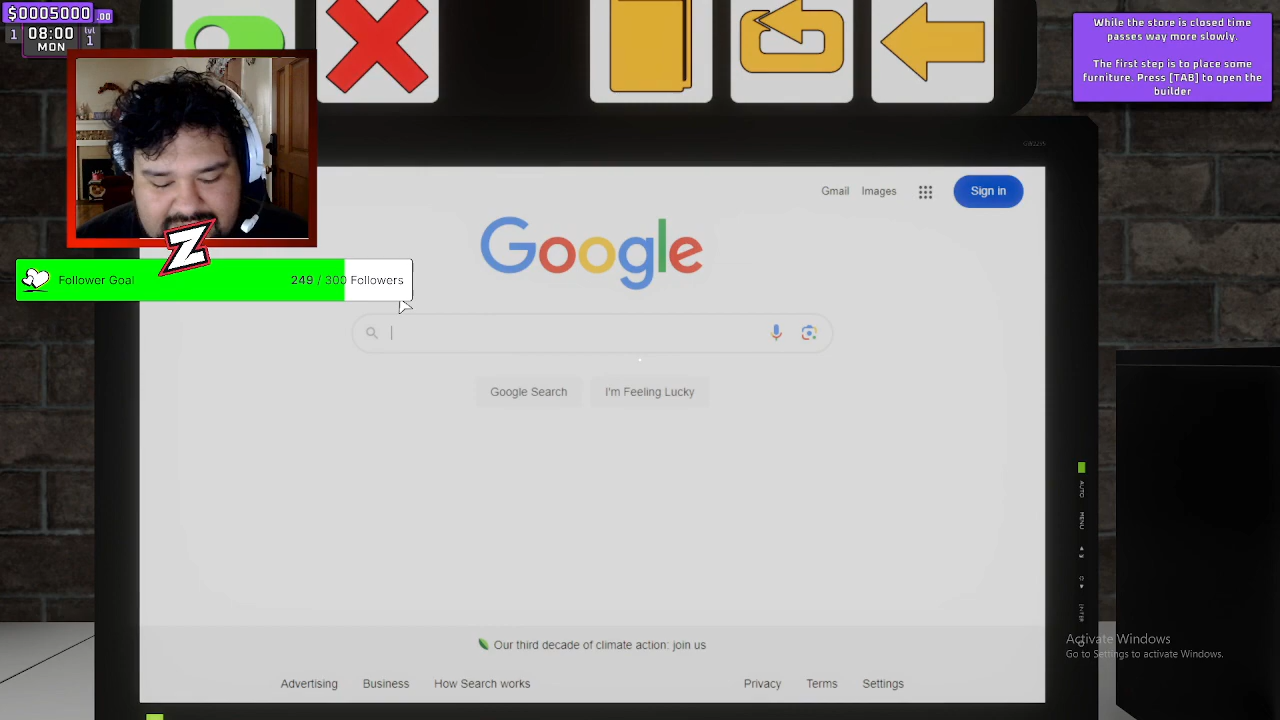 $0005000.00
1
08:00
MON
lvl
1
While the store is closed time
passes way more slowly.
The first step is to place some
furniture. Press [TAB] to open the
builder
Gmail
Images
Sign in
Google
Z
Follower Goal
249 / 300 Followers
Google Search
I'm Feeling Lucky
AUTO
MENU
Our third decade of climate action: join us
Activate Windows
Go to Settings to activate Windows.
Advertising
Business
How Search works
Privacy
Terms
Settings